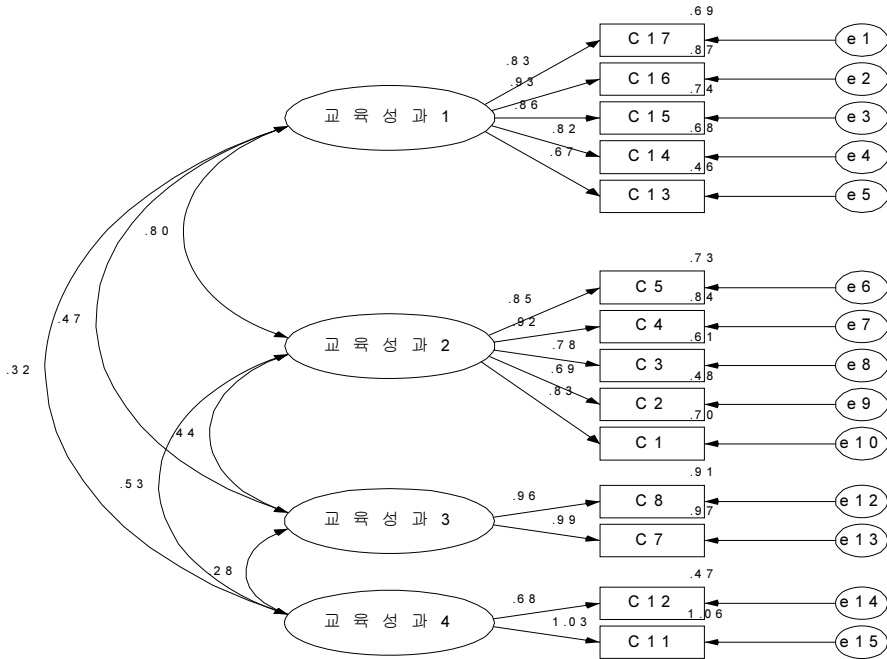 .69
C17
e1
.83
.87
C16
e2
.93
.74
C15
e3
.86
교육성과1
.68
C14
e4
.82
.46
C13
e5
.67
.80
.73
C5
e6
.85
.84
C4
e7
.92
.61
교육성과2
C3
e8
.78
.48
C2
e9
.69
.70
C1
e10
.83
.47
.32
.44
.53
.91
C8
e12
.96
.97
교육성과3
C7
e13
.99
.28
.47
C12
e14
.68
1.06
교육성과4
C11
e15
1.03